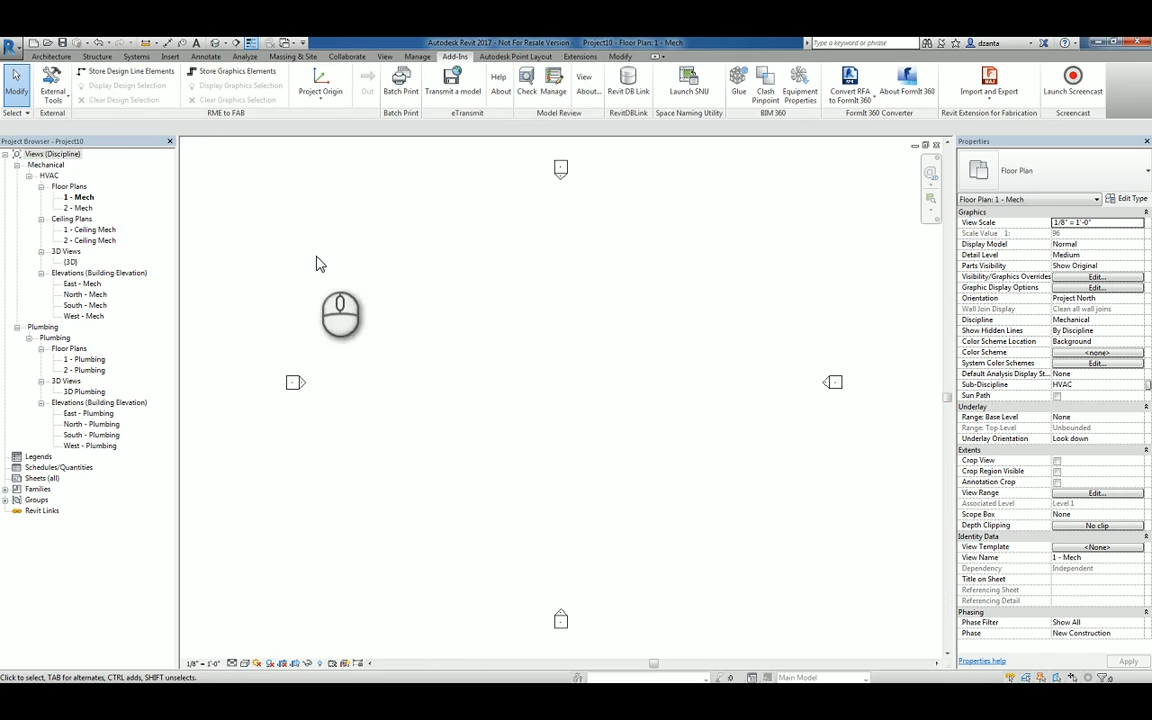 Autodesk Revit 2017 - Not For Resale Version - Project10 - Floor Plan: 1 - Mech
Type a keyword or phrase
dzanta
Architecture Structure Systems Insert Annotate Analyze Massing & Site Collaborate View Manage Add-Ins Autodesk Point Layout Extensions Modify
Store Design Line Elements Store Graphics Elements
Display Design Selection Display Graphics Selection
Clear Design Selection Clear Graphics Selection
Modify External Tools Project Origin Out Batch Print Batch Print Transmit a model Help About Check Manage View About... Revit DB Link Launch SNU Glue Clash Pinpoint Equipment Properties Convert RFA to FormIt 360 About FormIt 360 Import and Export Launch Screencast
Select External RME to FAB eTransmit Model Review RevitDBLink Space Naming Utility BIM 360 FormIt 360 Converter Revit Extension for Fabrication Screencast
Project Browser - Project10
Views (Discipline)
Mechanical
HVAC
Floor Plans
1 - Mech
2 - Mech
Ceiling Plans
1 - Ceiling Mech
2 - Ceiling Mech
3D Views
{3D}
Elevations (Building Elevation)
East - Mech
North - Mech
South - Mech
West - Mech
Plumbing
Plumbing
Floor Plans
1 - Plumbing
2 - Plumbing
3D Views
3D Plumbing
Elevations (Building Elevation)
East - Plumbing
North - Plumbing
South - Plumbing
West - Plumbing
Legends
Schedules/Quantities
Sheets (all)
Families
Groups
Revit Links
Properties
Floor Plan
Floor Plan: 1 - Mech Edit Type
Graphics
View Scale 1/8" = 1'-0"
Scale Value 1: 96
Display Model Normal
Detail Level Medium
Parts Visibility Show Original
Visibility/Graphics Overrides Edit...
Graphic Display Options Edit...
Orientation Project North
Wall Join Display Clean all wall joins
Discipline Mechanical
Show Hidden Lines By Discipline
Color Scheme Location Background
Color Scheme <none>
System Color Schemes Edit...
Default Analysis Display St... None
Sub-Discipline HVAC
Sun Path
Underlay
Range: Base Level None
Range: Top Level Unbounded
Underlay Orientation Look down
Extents
Crop View
Crop Region Visible
Annotation Crop
View Range Edit...
Associated Level Level 1
Scope Box None
Depth Clipping No clip
Identity Data
View Template <None>
View Name 1 - Mech
Dependency Independent
Title on Sheet
Referencing Sheet
Referencing Detail
Phasing
Phase Filter Show All
Phase New Construction
Properties help Apply
1/8" = 1'-0"
Click to select, TAB for alternates, CTRL adds, SHIFT unselects.
:0 Main Model :0